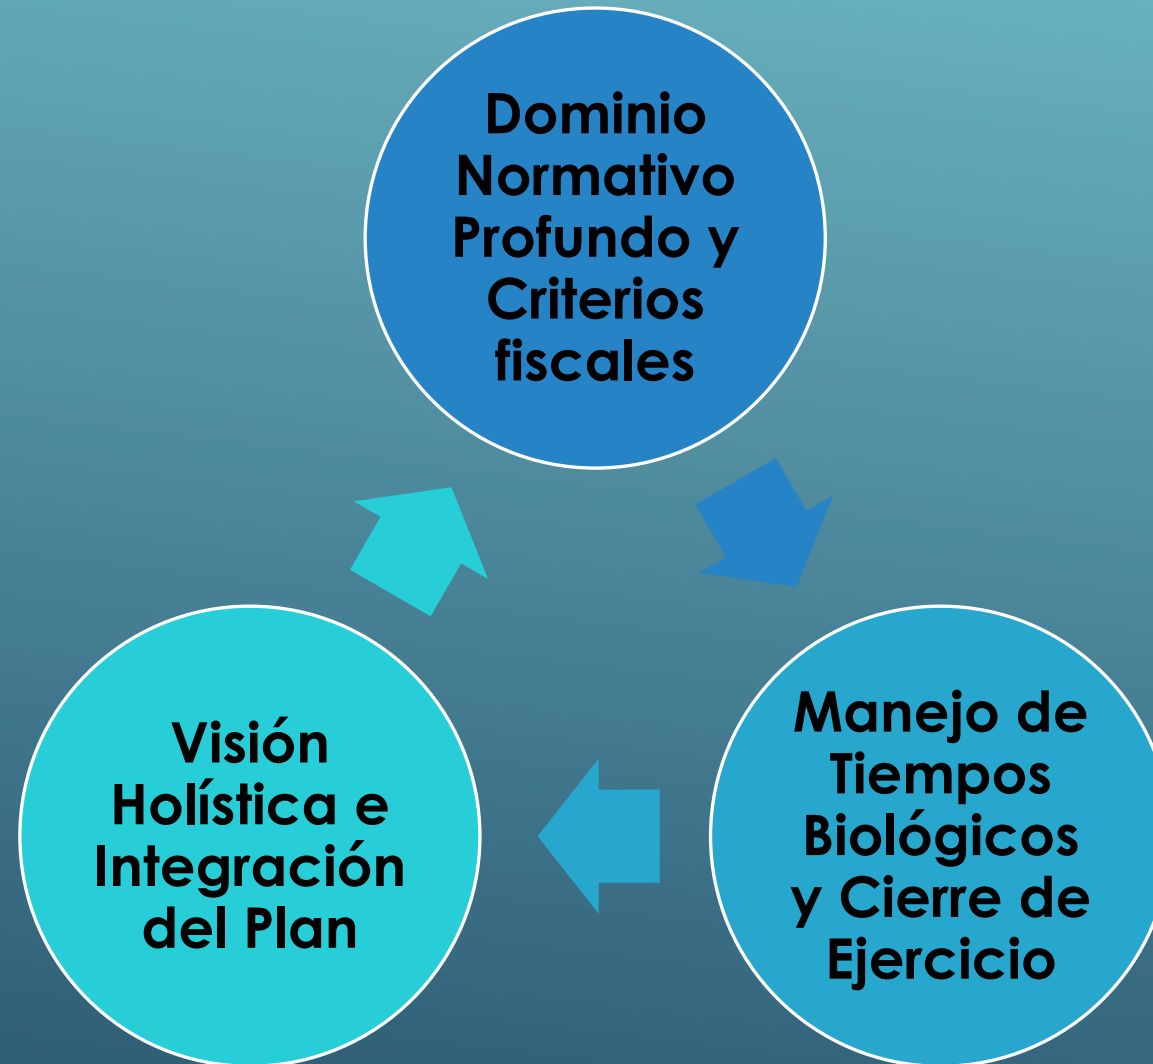 Dominio
Normativo
Profundo y
Criterios
fiscales
Manejo de
Tiempos
Biológicos
y Cierre de
Ejercicio
Visión
Holística e
Integración
del Plan